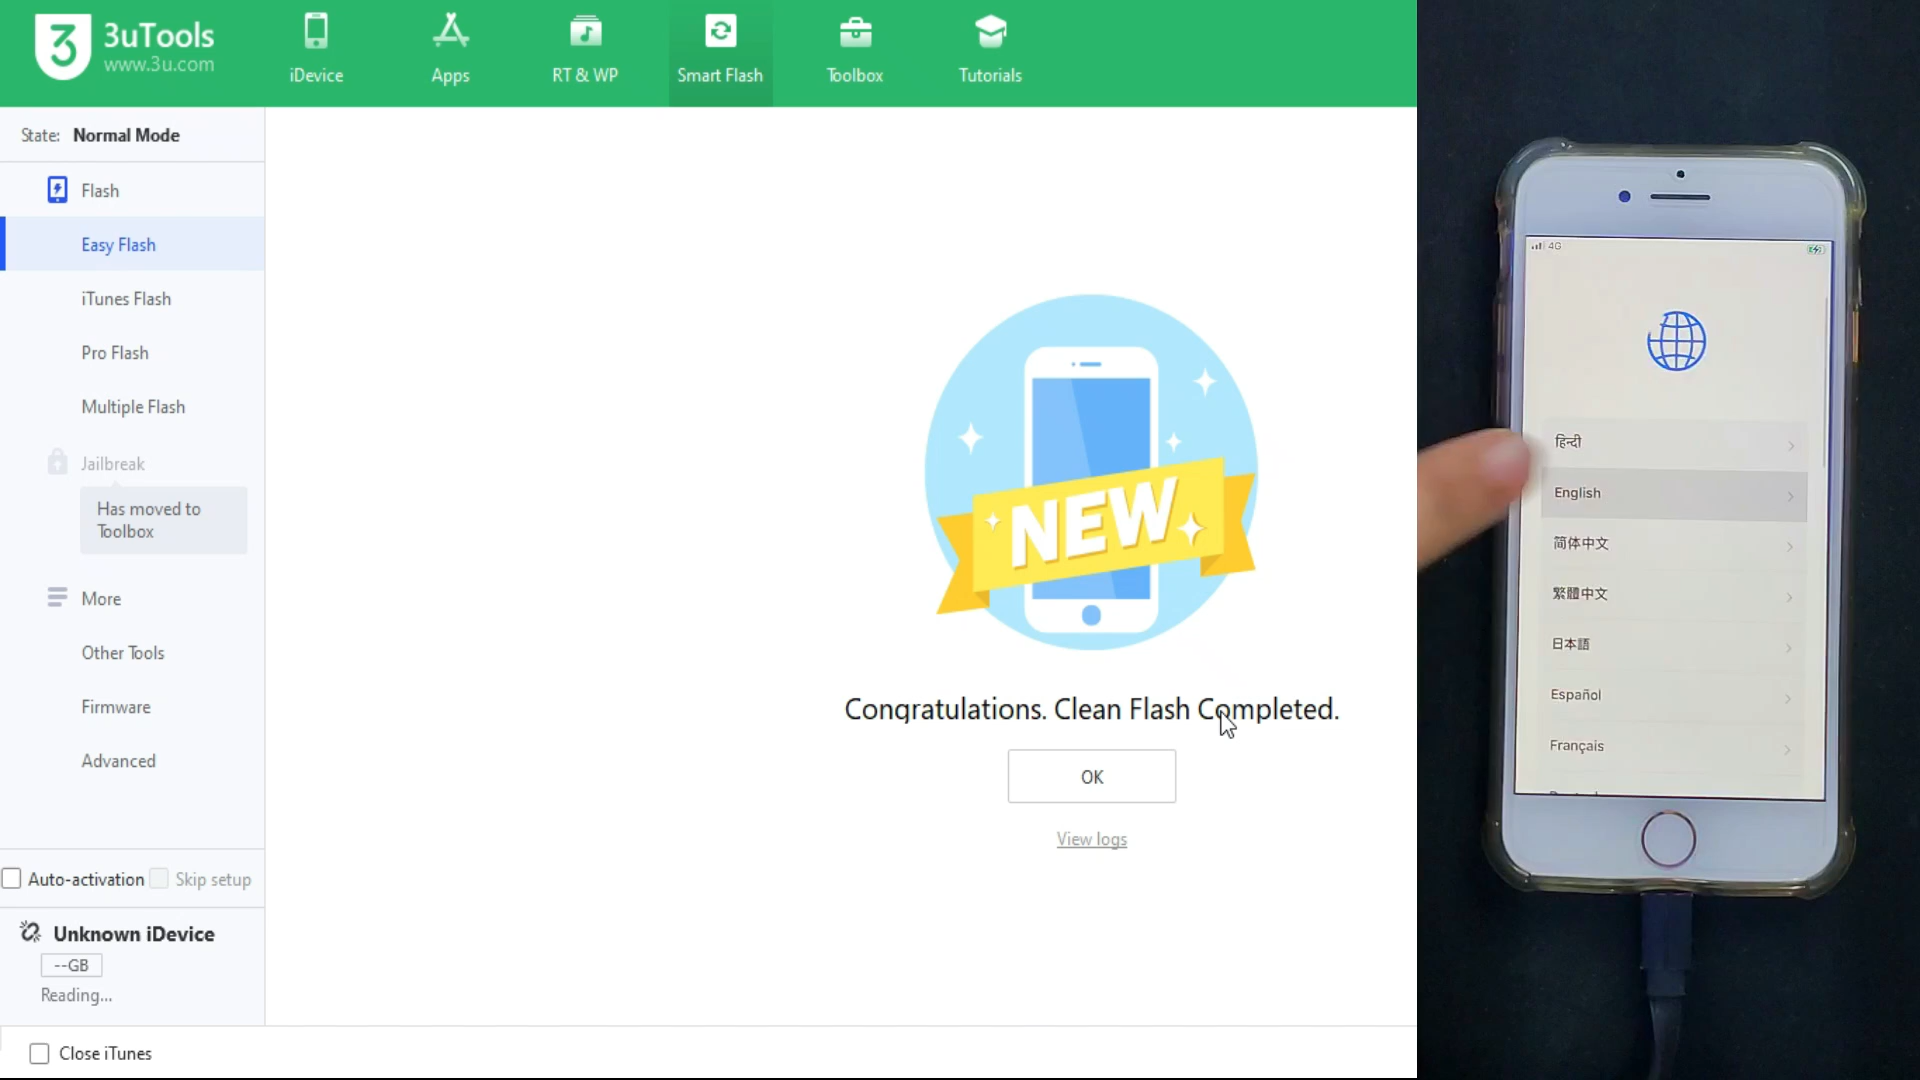 3uTools
www.3u.com
iDevice
Apps
RT & WP
Smart Flash
Toolbox
Tutorials
State: Normal Mode
Flash
Easy Flash
iTunes Flash
Pro Flash
Multiple Flash
Jailbreak
Has moved to
Toolbox
More
Other Tools
Firmware
Advanced
Auto-activation
Skip setup
Unknown iDevice
--GB
Reading...
Close iTunes
NEW
Congratulations. Clean Flash Completed.
OK
View logs
4G
हिन्दी
English
简体中文
繁體中文
日本語
Español
Français